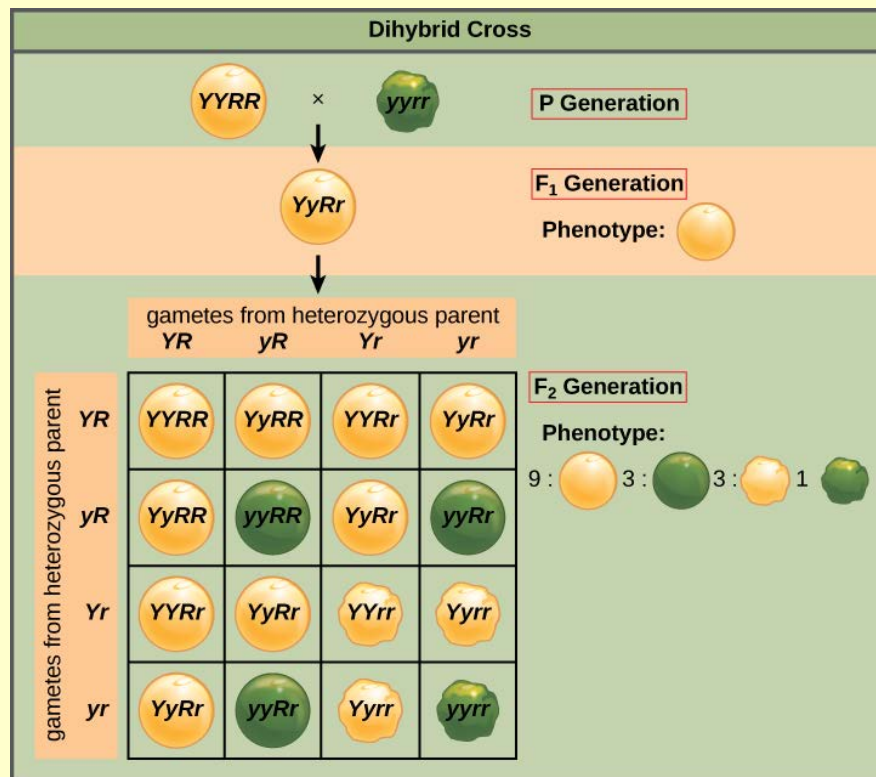 Dihybrid Cross
YYRR × yyrr P Generation
YyRr F₁ Generation
Phenotype:
gametes from heterozygous parent
YR yR Yr yr
gametes from heterozygous parent
F₂ Generation
YR YYRR YyRR YYRr YyRr
Phenotype:
9 : 3 : 3 : 1
yR YyRR yyRR YyRr yyRr
Yr YYRr YyRr YYrr Yyrr
yr YyRr yyRr Yyrr yyrr